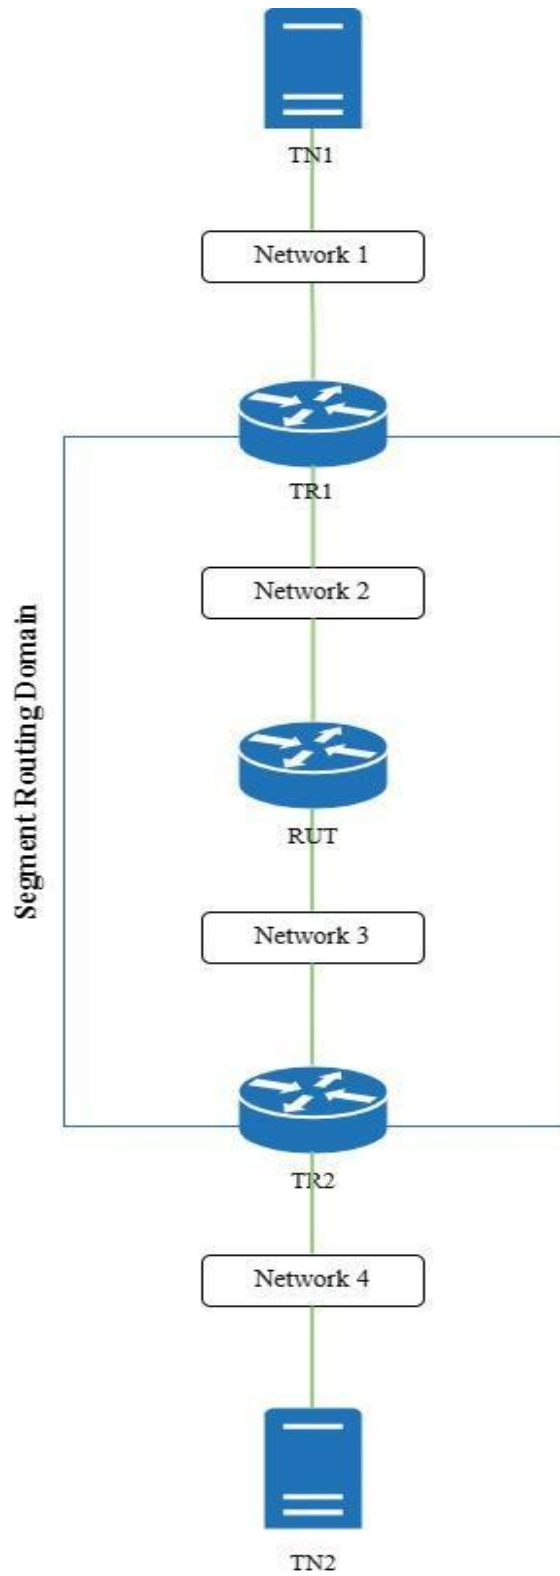 TN1
Network 1
TR1
Network 2
Segment Routing Domain
RUT
Network 3
TR2
Network 4
TN2